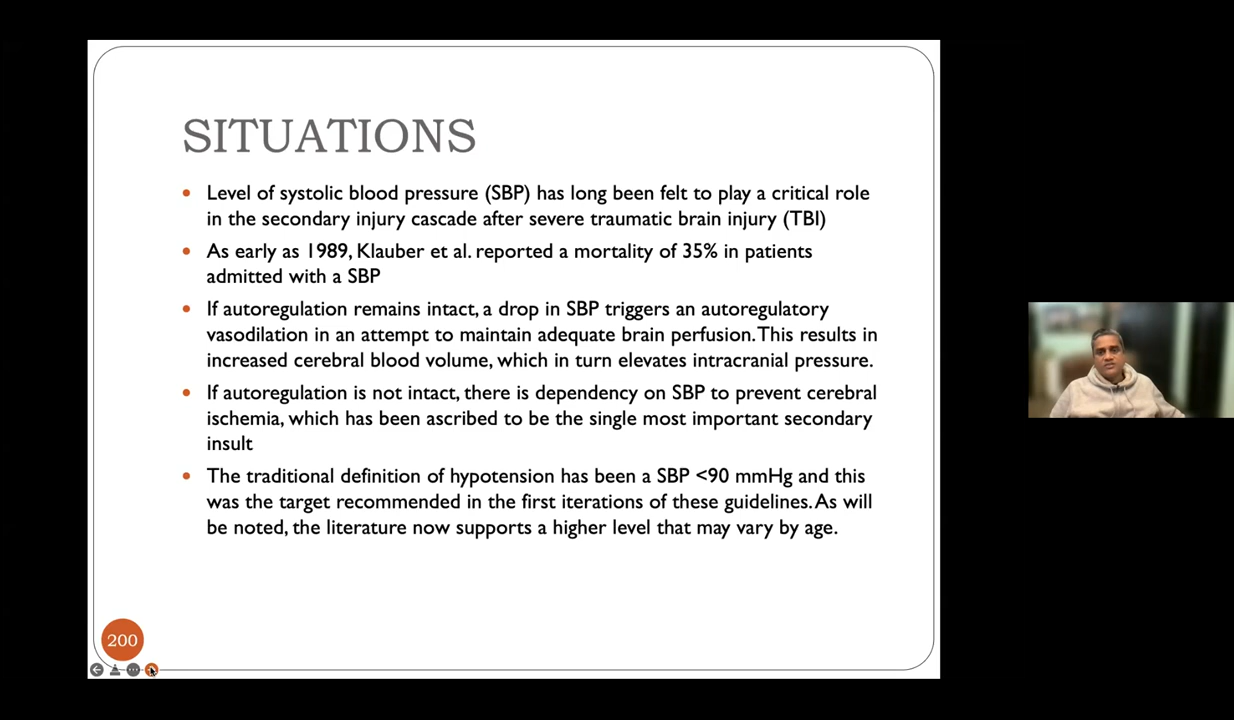 SITUATIONS
Level of systolic blood pressure (SBP) has long been felt to play a critical role
in the secondary injury cascade after severe traumatic brain injury (TBI)
As early as 1989, Klauber et al. reported a mortality of 35% in patients
admitted with a SBP
If autoregulation remains intact, a drop in SBP triggers an autoregulatory
vasodilation in an attempt to maintain adequate brain perfusion. This results in
increased cerebral blood volume, which in turn elevates intracranial pressure.
If autoregulation is not intact, there is dependency on SBP to prevent cerebral
ischemia, which has been ascribed to be the single most important secondary
insult
The traditional definition of hypotension has been a SBP <90 mmHg and this
was the target recommended in the first iterations of these guidelines. As will
be noted, the literature now supports a higher level that may vary by age.
200